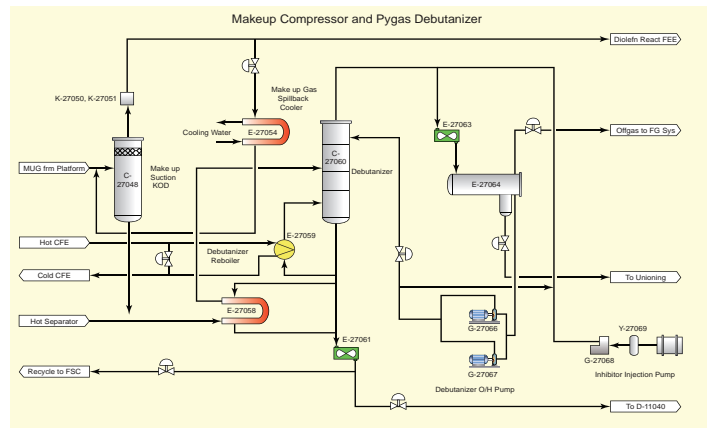 Makeup Compressor and Pygas Debutanizer
Diolefn React FEE
K-27050, K-27051
Make up Gas
Spillback
Cooler
Cooling Water
E-27054
E-27063
Offgas to FG Sys
MUG frm Platform
C-
27048
Make up
Suction
KOD
C-
27060
Debutanizer
E-27064
Hot CFE
E-27059
Debutanizer
Reboiler
Cold CFE
To Unioning
E-27058
Hot Separator
G-27066
Y-27069
E-27061
G-27068
Inhibitor Injection Pump
Recycle to FSC
G-27067
Debutanizer O/H Pump
To D-11040